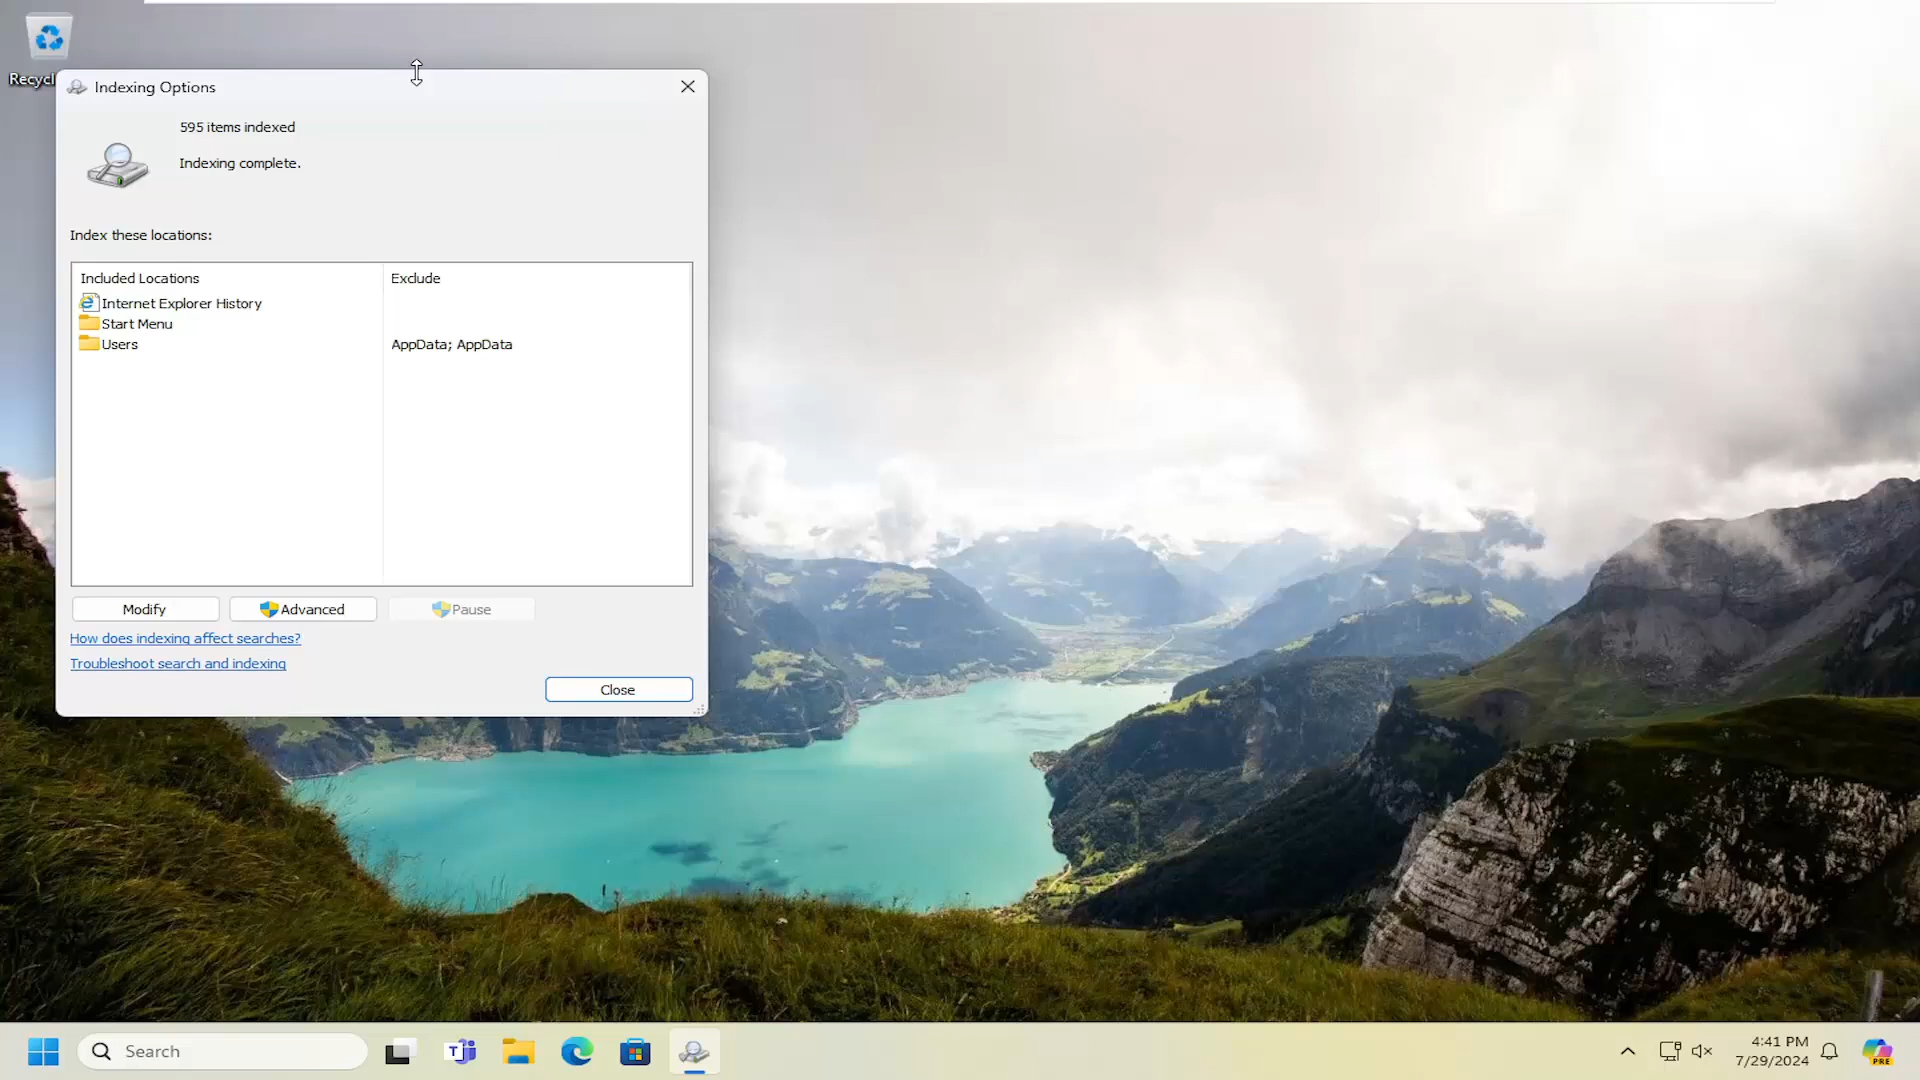 Recycl
Indexing Options
595 items indexed
Indexing complete.
Index these locations:
Included Locations
Exclude
Internet Explorer History
Start Menu
Users
AppData; AppData
Modify
Advanced
Pause
How does indexing affect searches?
Troubleshoot search and indexing
Close
Search
4:41 PM
7/29/2024
PRE